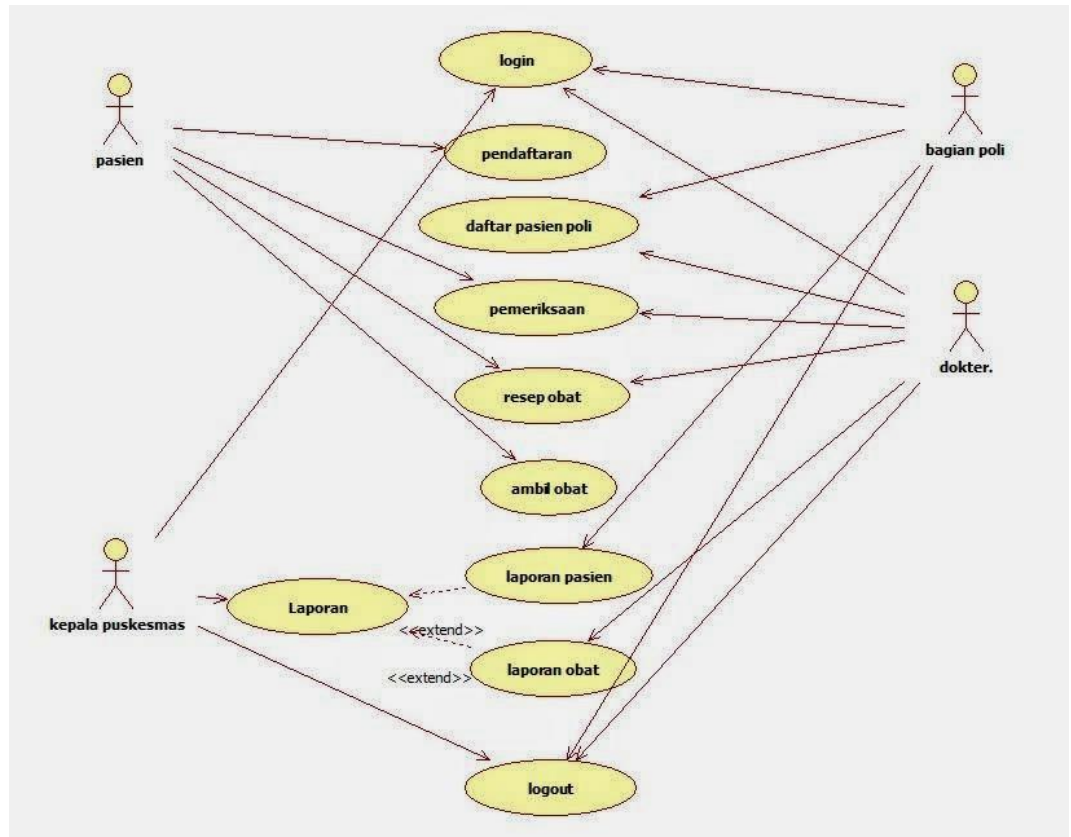 login
pasien
pendaftaran
bagian poli
daftar pasien poli
pemeriksaan
dokter.
resep obat
ambil obat
laporan pasien
Laporan
kepala puskesmas
<<extend>>
laporan obat
<<extend>>
logout